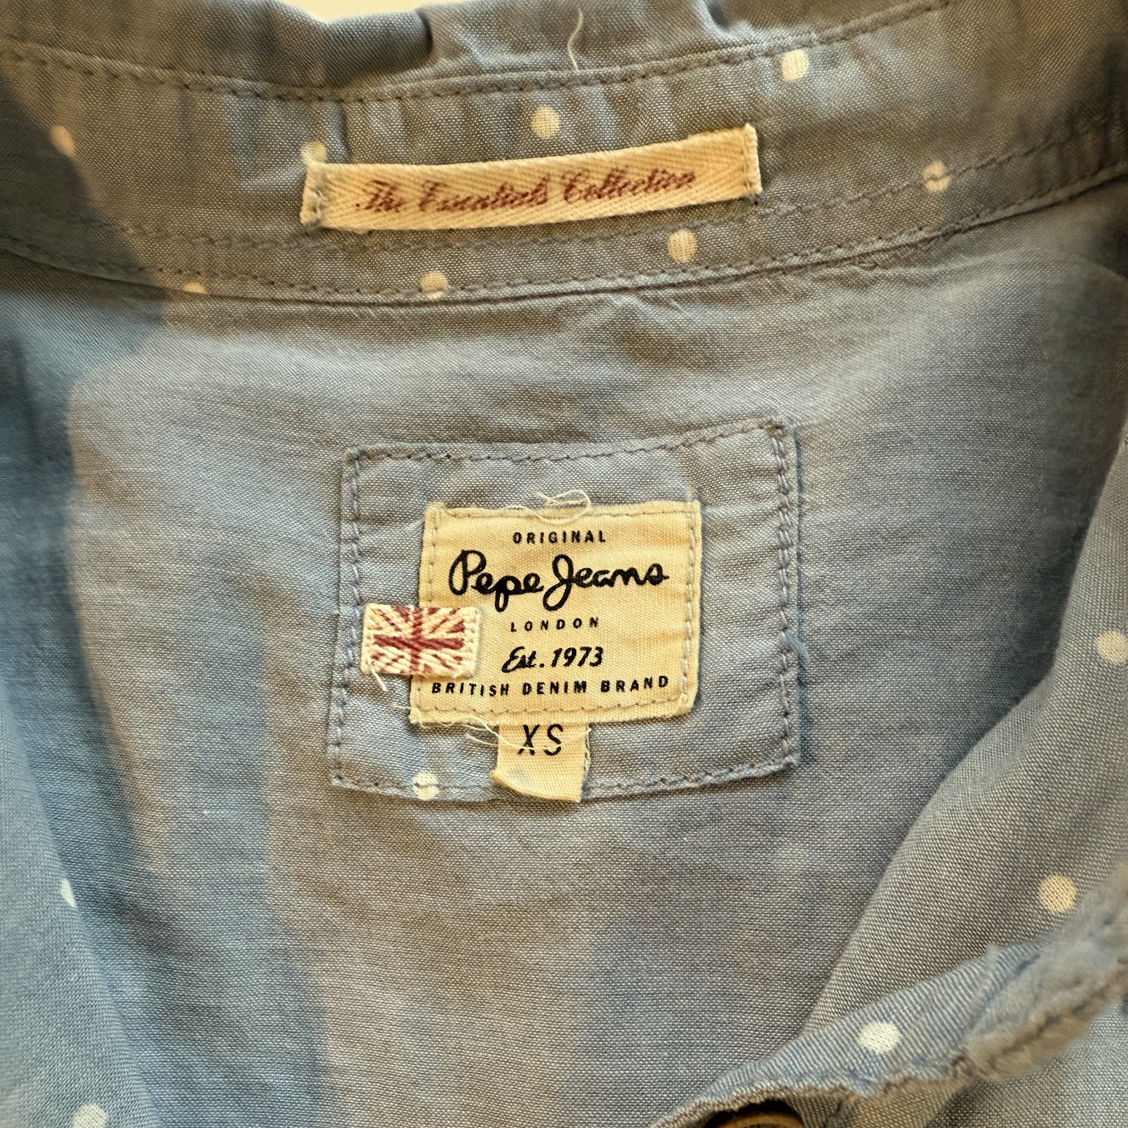 The Essentials Collection
ORIGINAL
Pepe Jeans
LONDON
Est. 1973
BRITISH DENIM BRAND
XS